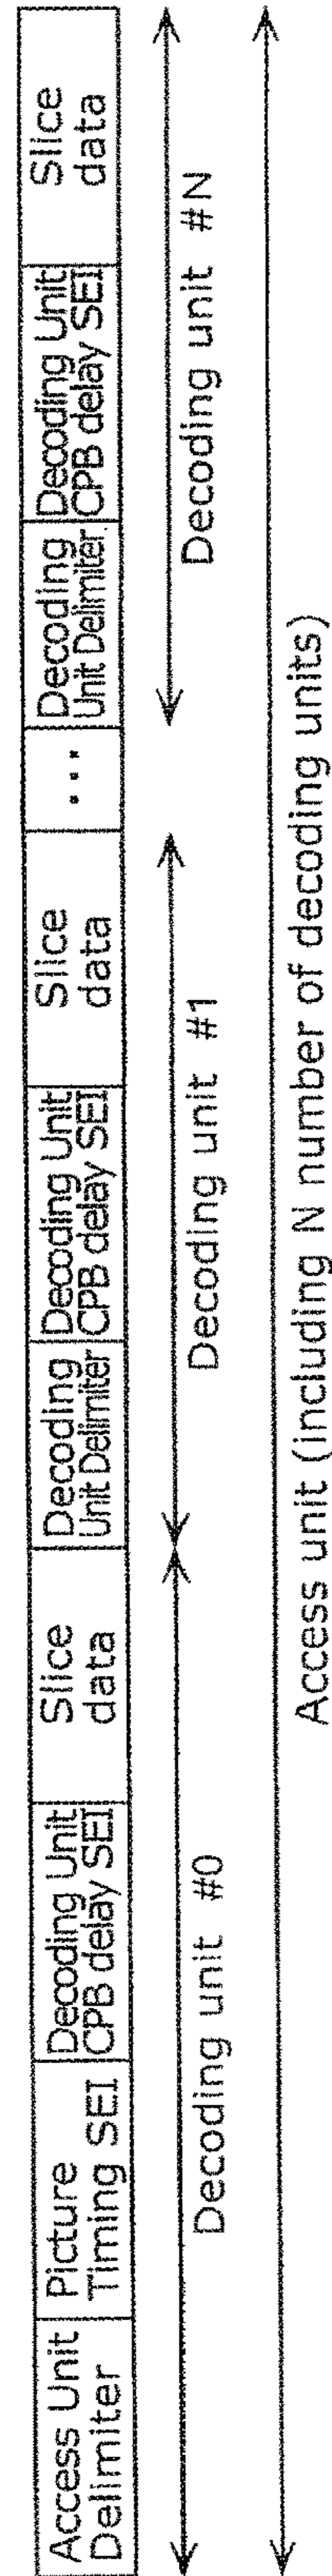 Access Unit
Delimiter
Picture
Timing SEI
Decoding Unit
CPB delay SEI
Slice
data
Decoding
Unit Delimiter
Decoding Unit
CPB delay SEI
Slice
data
...
Decoding
Unit Delimiter
Decoding Unit
CPB delay SEI
Slice
data
Decoding unit #0
Decoding unit #1
Decoding unit #N
Access unit (including N number of decoding units)